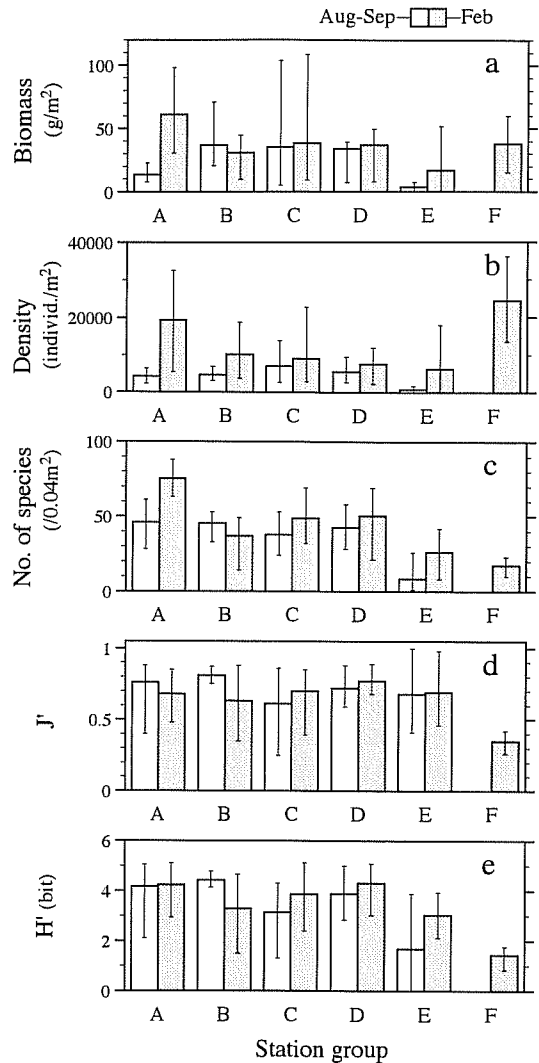 Aug-Sep Feb
a
Biomass
(g/m²)
100
50
0
A B C D E F
b
Density
(individ./m²)
40000
20000
0
A B C D E F
c
No. of species
(/0.04m²)
100
50
0
A B C D E F
d
J'
1
0.5
0
A B C D E F
e
H' (bit)
6
4
2
0
A B C D E F
Station group